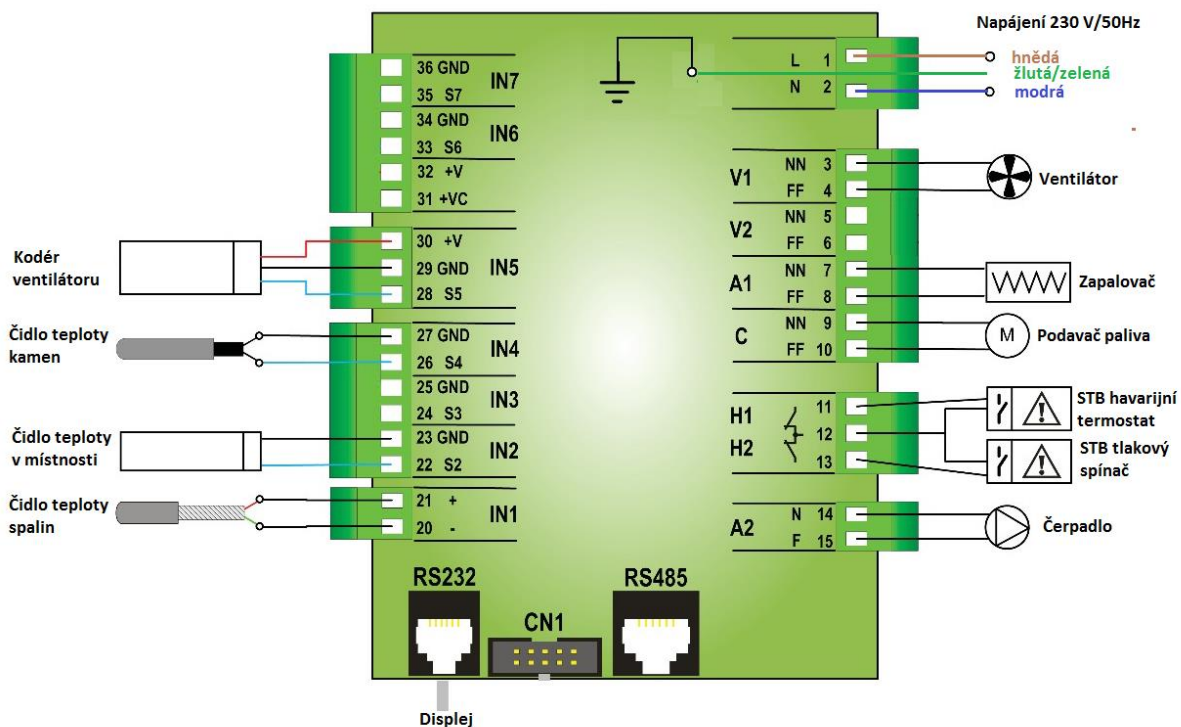 Napájení 230 V/50Hz
L 1
hnědá
žlutá/zelená
N 2
modrá
36 GND
35 S7
IN7
34 GND
33 S6
IN6
32 +V
31 +VC
V1
NN 3
FF 4
Ventilátor
V2
NN 5
FF 6
Kodér
ventilátoru
30 +V
29 GND
28 S5
IN5
A1
NN 7
FF 8
Zapalovač
C
NN 9
FF 10
M
Podavač paliva
Čidlo teploty
kamen
27 GND
26 S4
IN4
25 GND
24 S3
IN3
H1
H2
11
12
13
STB havarijní
termostat
STB tlakový
spínač
Čidlo teploty
v místnosti
23 GND
22 S2
IN2
Čidlo teploty
spalin
21 +
20 -
IN1
A2
N 14
F 15
Čerpadlo
RS232
CN1
RS485
Displej